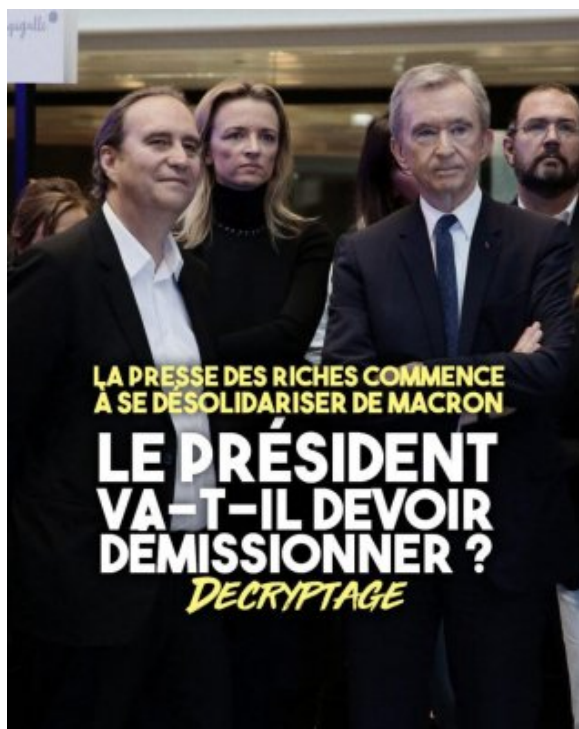 LA PRESSE DES RICHES COMMENCE
À SE DÉSOLIDARISER DE MACRON
LE PRÉSIDENT
VA-T-IL DEVOIR
DÉMISSIONNER ?
DECRYPTAGE